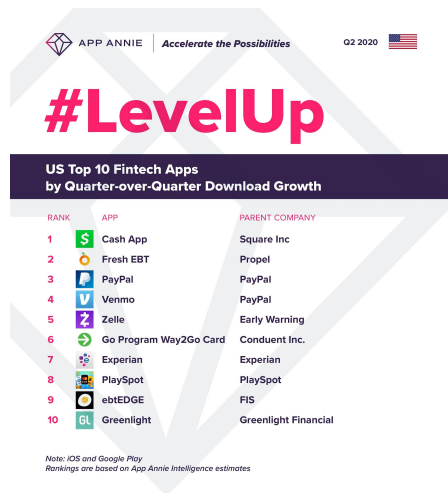 APP ANNIE | Accelerate the Possibilities Q2 2020
#LevelUp
US Top 10 Fintech Apps
by Quarter-over-Quarter Download Growth
RANK APP PARENT COMPANY
1 Cash App Square Inc
2 Fresh EBT Propel
3 PayPal PayPal
4 Venmo PayPal
5 Zelle Early Warning
6 Go Program Way2Go Card Conduent Inc.
7 Experian Experian
8 PlaySpot PlaySpot
9 ebtEDGE FIS
10 GL Greenlight Greenlight Financial
Note: iOS and Google Play
Rankings are based on App Annie Intelligence estimates